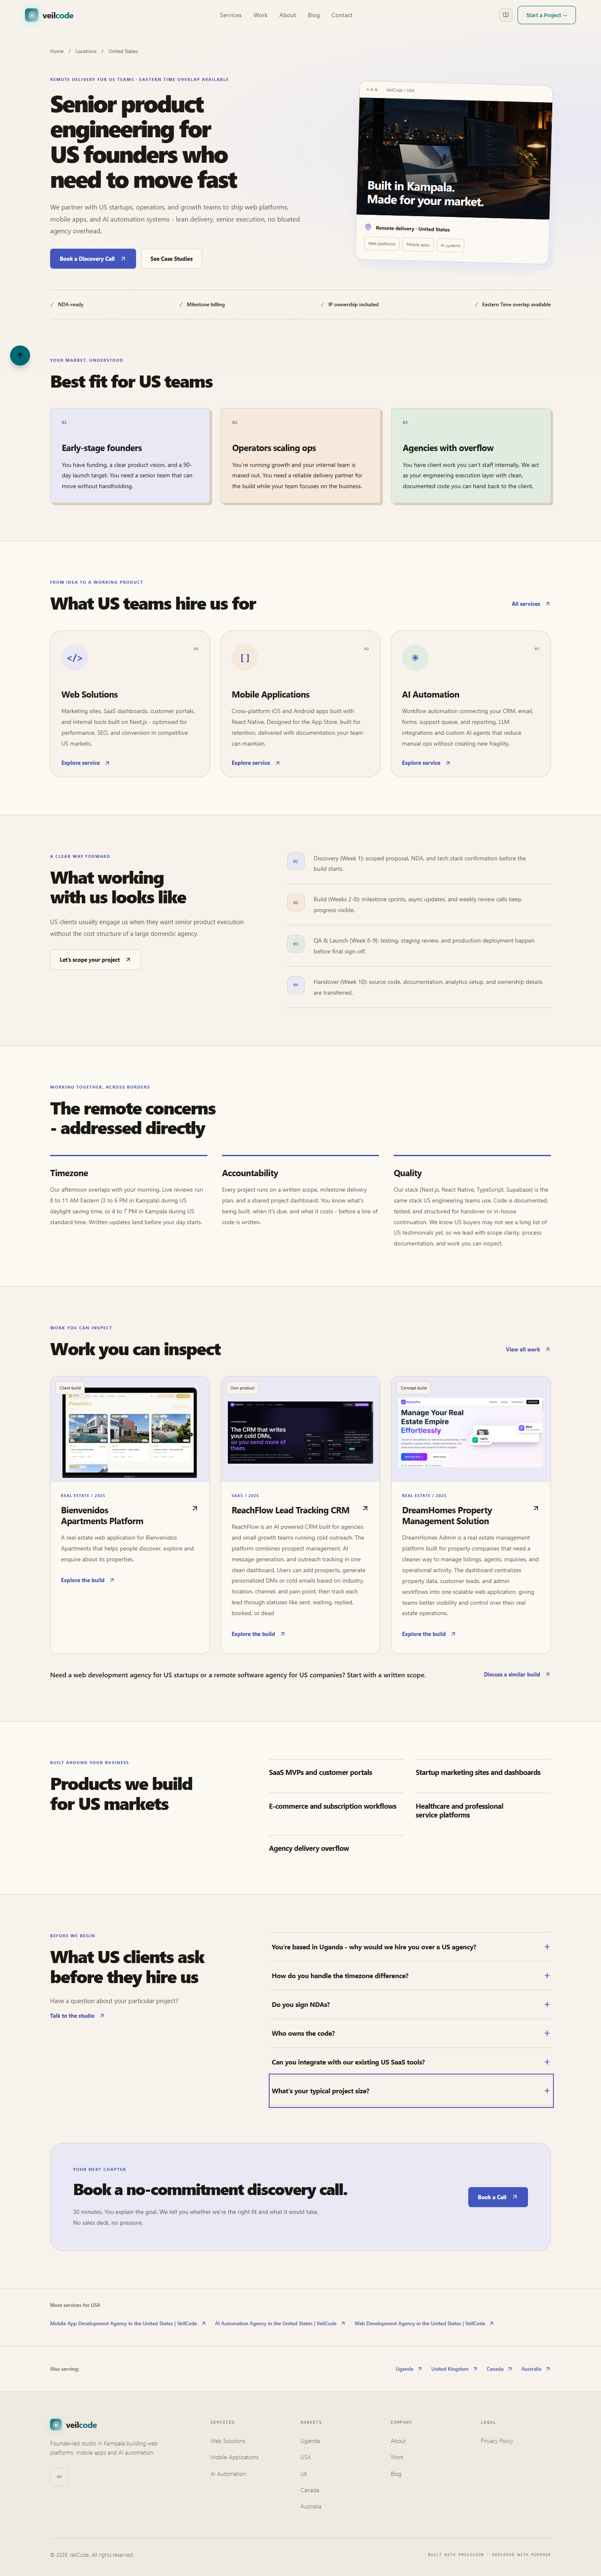 veilcode
Services Work About Blog Contact
Start a Project →
Home / Locations / United States
REMOTE DELIVERY FOR US TEAMS · EASTERN TIME OVERLAP AVAILABLE
Senior product
engineering for
US founders who
need to move fast
We partner with US startups, operators, and growth teams to ship web platforms,
mobile apps, and AI automation systems - lean delivery, senior execution, no bloated
agency overhead.
Book a Discovery Call ↗
See Case Studies
VeilCode / USA
Built in Kampala.
Made for your market.
Remote delivery · United States
Web platforms Mobile apps AI systems
✓ NDA-ready
✓ Milestone billing
✓ IP ownership included
✓ Eastern Time overlap available
YOUR MARKET, UNDERSTOOD
Best fit for US teams
01
Early-stage founders
You have funding, a clear product vision, and a 90-
day launch target. You need a senior team that can
move without handholding.
02
Operators scaling ops
You're running growth and your internal team is
maxed out. You need a reliable delivery partner for
the build while your team focuses on the business.
03
Agencies with overflow
You have client work you can't staff internally. We act
as your engineering execution layer with clean,
documented code you can hand back to the client.
FROM IDEA TO A WORKING PRODUCT
What US teams hire us for
All services ↗
</>
01
Web Solutions
Marketing sites, SaaS dashboards, customer portals,
and internal tools built on Next.js - optimised for
performance, SEO, and conversion in competitive
US markets.
Explore service ↗
[ ]
02
Mobile Applications
Cross-platform iOS and Android apps built with
React Native. Designed for the App Store, built for
retention, delivered with documentation your team
can maintain.
Explore service ↗
03
AI Automation
Workflow automation connecting your CRM, email,
forms, support queue, and reporting. LLM
integrations and custom AI agents that reduce
manual ops without creating new fragility.
Explore service ↗
A CLEAR WAY FORWARD
What working
with us looks like
US clients usually engage us when they want senior product execution
without the cost structure of a large domestic agency.
Let's scope your project ↗
01
Discovery (Week 1): scoped proposal, NDA, and tech stack confirmation before the
build starts.
02
Build (Weeks 2-8): milestone sprints, async updates, and weekly review calls keep
progress visible.
03
QA & Launch (Week 8-9): testing, staging review, and production deployment happen
before final sign-off.
04
Handover (Week 10): source code, documentation, analytics setup, and ownership details
are transferred.
WORKING TOGETHER, ACROSS BORDERS
The remote concerns
- addressed directly
Timezone
Our afternoon overlaps with your morning. Live reviews run
8 to 11 AM Eastern (3 to 6 PM in Kampala) during US
daylight saving time, or 4 to 7 PM in Kampala during US
standard time. Written updates land before your day starts.
Accountability
Every project runs on a written scope, milestone delivery
plan, and a shared project dashboard. You know what's
being built, when it's due, and what it costs - before a line of
code is written.
Quality
Our stack (Next.js, React Native, TypeScript, Supabase) is the
same stack US engineering teams use. Code is documented,
tested, and structured for handover or in-house
continuation. We know US buyers may not see a long list of
US testimonials yet, so we lead with scope clarity, process
documentation, and work you can inspect.
WORK YOU CAN INSPECT
Work you can inspect
View all work ↗
Client build
Properties
REAL ESTATE / 2025
Bienvenidos
Apartments Platform
A real estate web application for Bienvenidos
Apartments that helps people discover, explore and
enquire about its properties.
Explore the build ↗
Own product
The CRM that writes
your cold DMs,
so you send more of
them.
SAAS / 2026
ReachFlow Lead Tracking CRM
ReachFlow is an AI powered CRM built for agencies
and small growth teams running cold outreach. The
platform combines prospect management, AI
message generation, and outreach tracking in one
clean dashboard. Users can add prospects, generate
personalized DMs or cold emails based on industry,
location, channel, and pain point, then track each
lead through statuses like sent, waiting, replied,
booked, or dead
Explore the build ↗
Concept build
Manage Your Real
Estate Empire
Effortlessly
REAL ESTATE / 2025
DreamHomes Property
Management Solution
DreamHomes Admin is a real estate management
platform built for property companies that need a
cleaner way to manage listings, agents, inquiries, and
operational activity. The dashboard centralizes
property data, customer leads, and admin
workflows into one scalable web application, giving
teams better visibility and control over their real
estate operations.
Explore the build ↗
Need a web development agency for US startups or a remote software agency for US companies? Start with a written scope.
Discuss a similar build ↗
BUILT AROUND YOUR BUSINESS
Products we build
for US markets
SaaS MVPs and customer portals
Startup marketing sites and dashboards
E-commerce and subscription workflows
Healthcare and professional
service platforms
Agency delivery overflow
BEFORE WE BEGIN
What US clients ask
before they hire us
Have a question about your particular project?
Talk to the studio ↗
You're based in Uganda - why would we hire you over a US agency? +
How do you handle the timezone difference? +
Do you sign NDAs? +
Who owns the code? +
Can you integrate with our existing US SaaS tools? +
What's your typical project size? +
YOUR NEXT CHAPTER
Book a no-commitment discovery call.
30 minutes. You explain the goal. We tell you whether we're the right fit and what it would take.
No sales deck, no pressure.
Book a Call ↗
More services for USA
Mobile App Development Agency in the United States | VeilCode ↗ AI Automation Agency in the United States | VeilCode ↗ Web Development Agency in the United States | VeilCode ↗
Also serving:
Uganda ↗ United Kingdom ↗ Canada ↗ Australia ↗
veilcode
Founder-led studio in Kampala building web
platforms, mobile apps and AI automation.
SERVICES
Web Solutions
Mobile Applications
AI Automation
MARKETS
Uganda
USA
UK
Canada
Australia
COMPANY
About
Work
Blog
LEGAL
Privacy Policy
© 2026 VeilCode. All rights reserved.
BUILT WITH PRECISION · DEPLOYED WITH PURPOSE